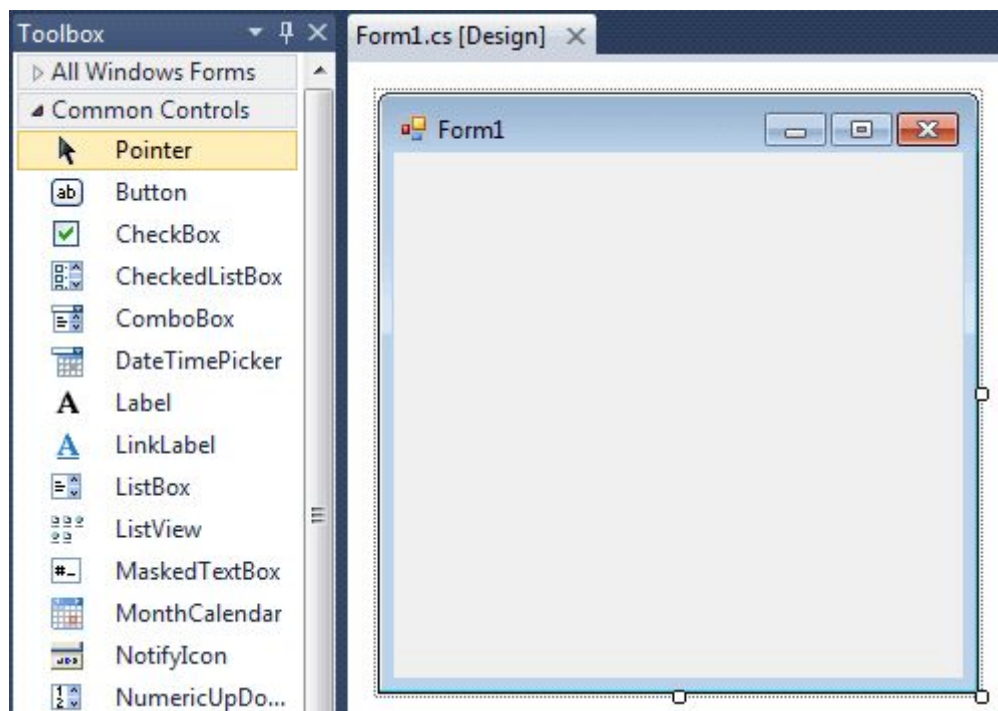 Toolbox
All Windows Forms
Common Controls
Pointer
ab Button
CheckBox
CheckedListBox
ComboBox
DateTimePicker
A Label
A LinkLabel
ListBox
ListView
#_ MaskedTextBox
MonthCalendar
NotifyIcon
NumericUpDo...
Form1.cs [Design]
Form1